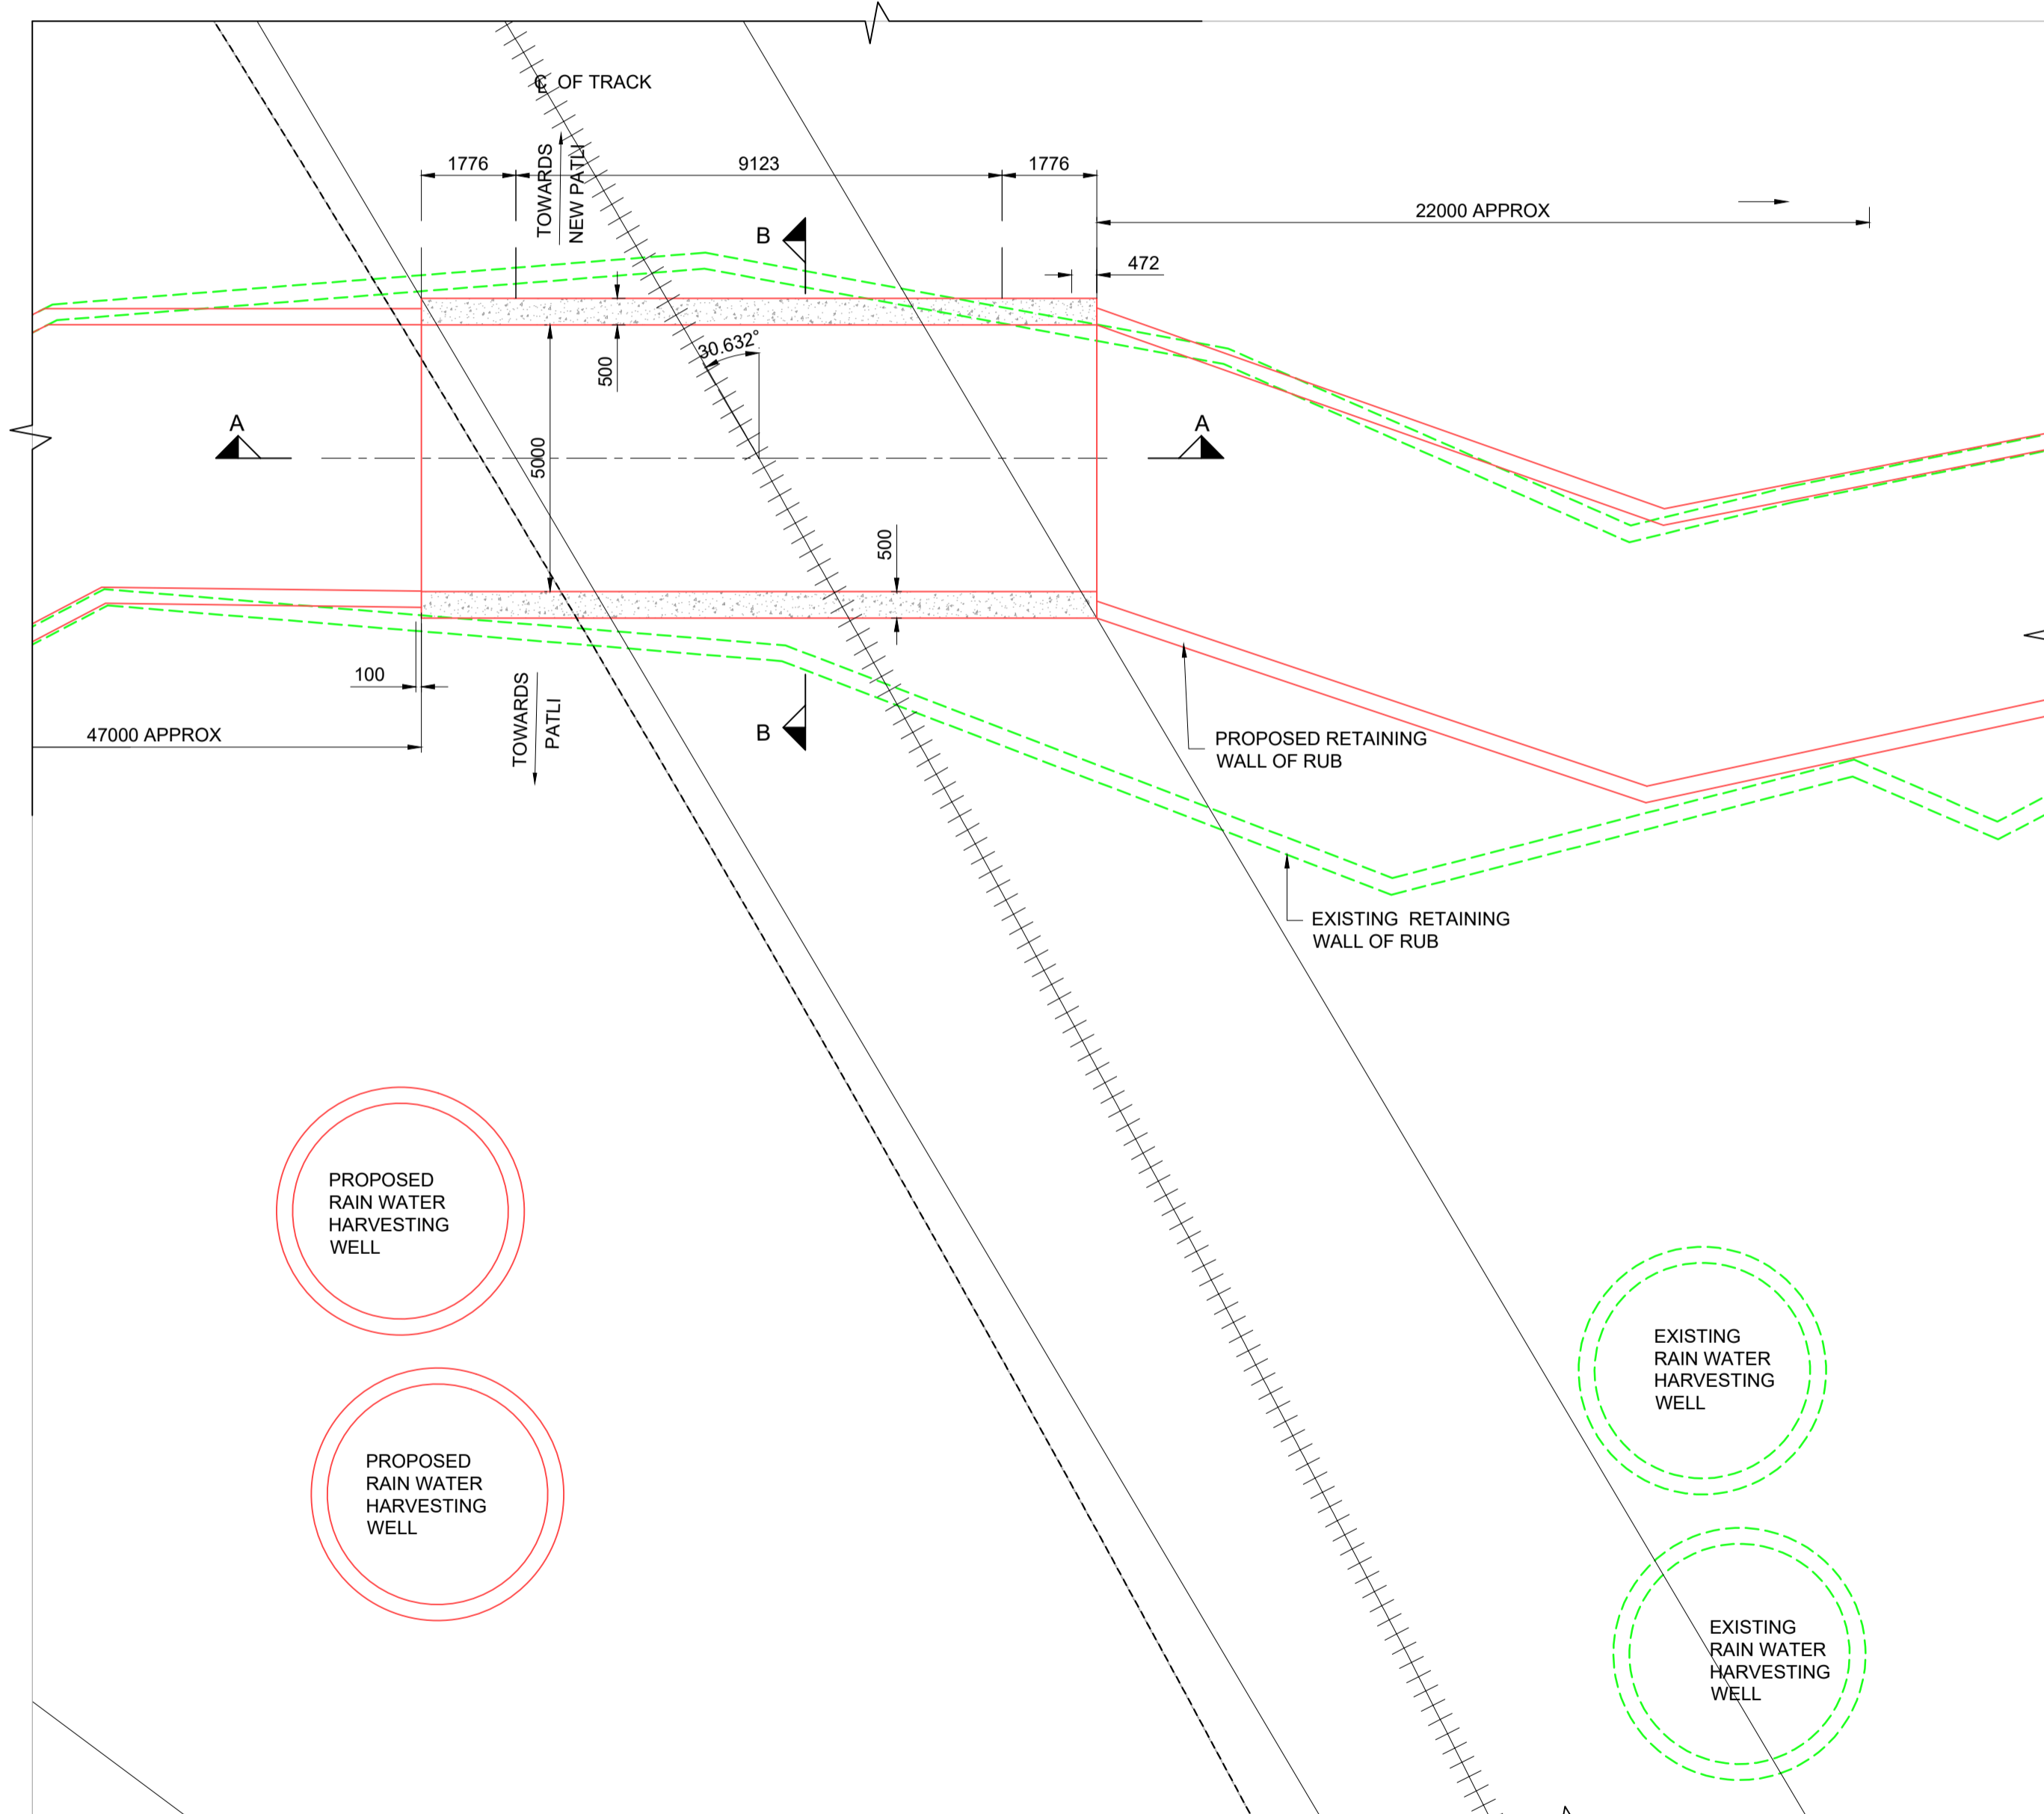 ℄ OF TRACK
TOWARDS
NEW PATLI
1776
9123
1776
22000 APPROX
B
472
30.632°
500
A
A
5000
500
100
TOWARDS
PATLI
B
47000 APPROX
PROPOSED RETAINING
WALL OF RUB
EXISTING RETAINING
WALL OF RUB
PROPOSED
RAIN WATER
HARVESTING
WELL
EXISTING
RAIN WATER
HARVESTING
WELL
PROPOSED
RAIN WATER
HARVESTING
WELL
EXISTING
RAIN WATER
HARVESTING
WELL